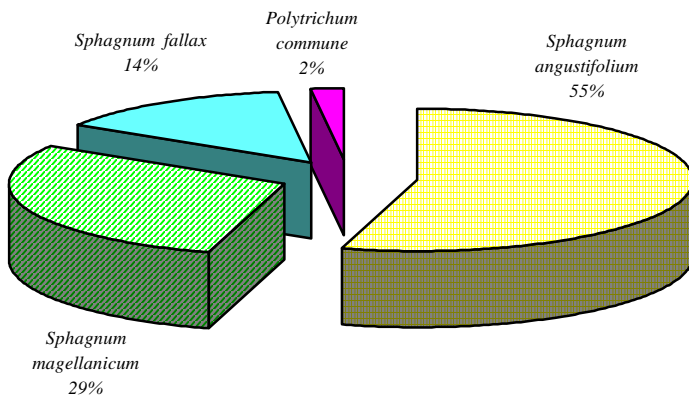 Polytrichum
commune
2%
Sphagnum fallax
14%
Sphagnum
angustifolium
55%
Sphagnum
magellanicum
29%